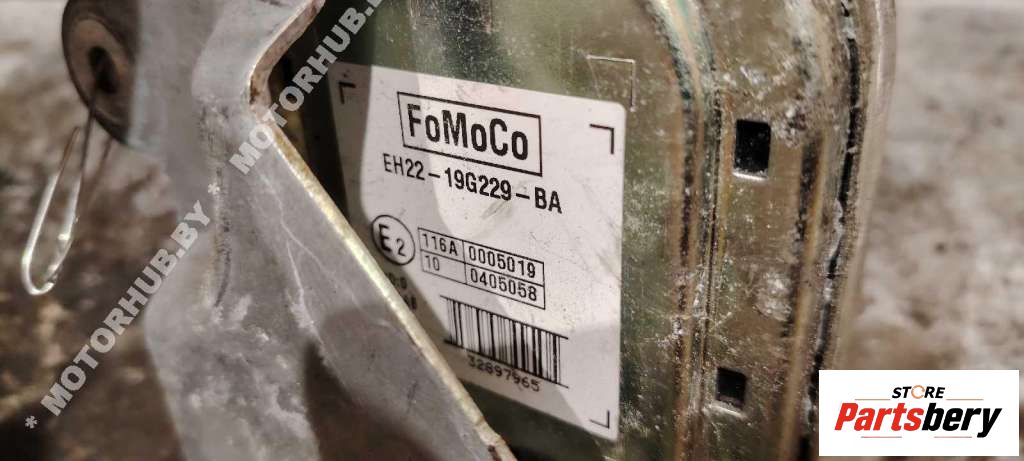 FoMoCo
EH22-19G229-BA
E2
116A 0005019
10 0405058
32897965
* MOTORHUB.BY * MOTORHUB.BY
STORE
Partsbery